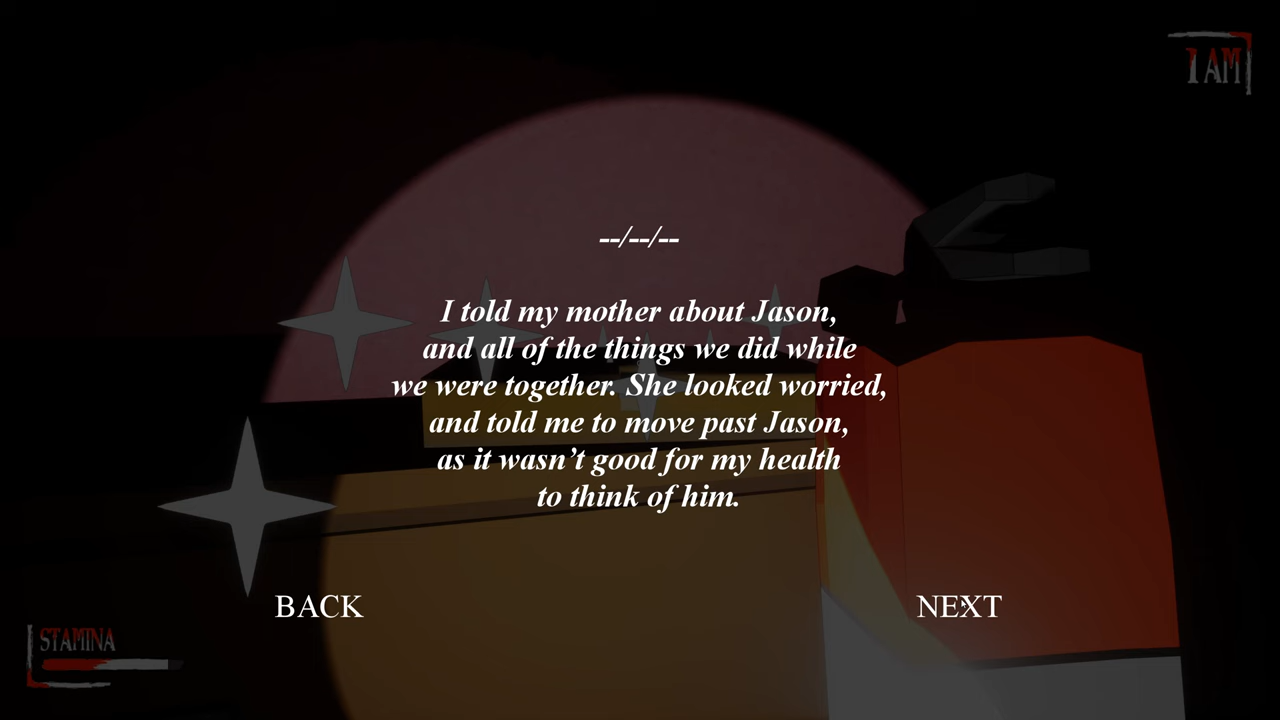 I AM
--/--/--
I told my mother about Jason,
and all of the things we did while
we were together. She looked worried,
and told me to move past Jason,
as it wasn’t good for my health
to think of him.
BACK
NEXT
STAMINA